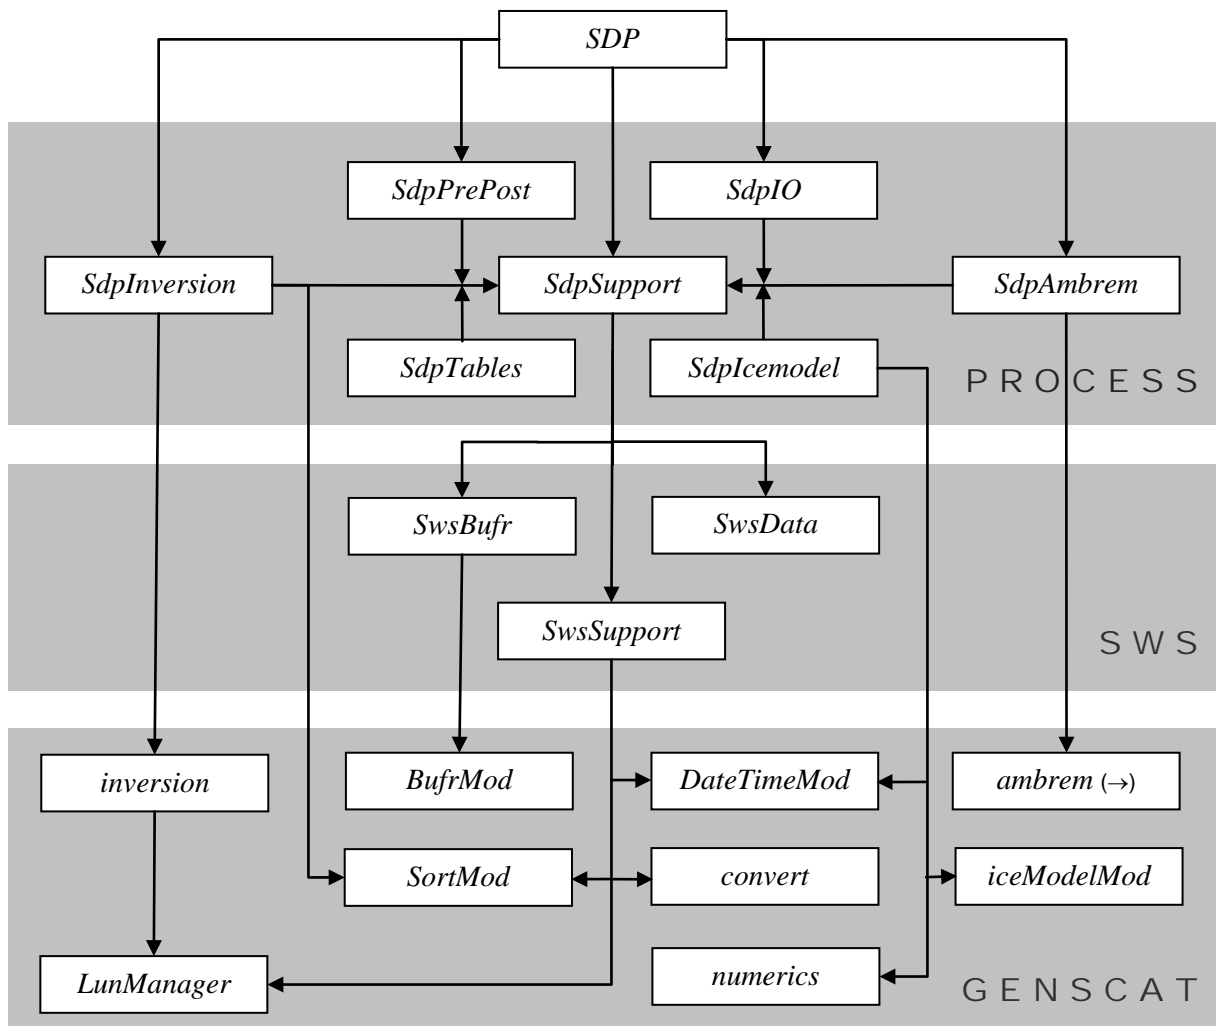 SDP
SdpPrePost
SdpIO
SdpInversion
SdpSupport
SdpAmbrem
SdpTables
SdpIcemodel
PROCESS
SwsBufr
SwsData
SwsSupport
SWS
inversion
BufrMod
DateTimeMod
ambrem (→)
SortMod
convert
iceModelMod
LunManager
numerics
GENSCAT